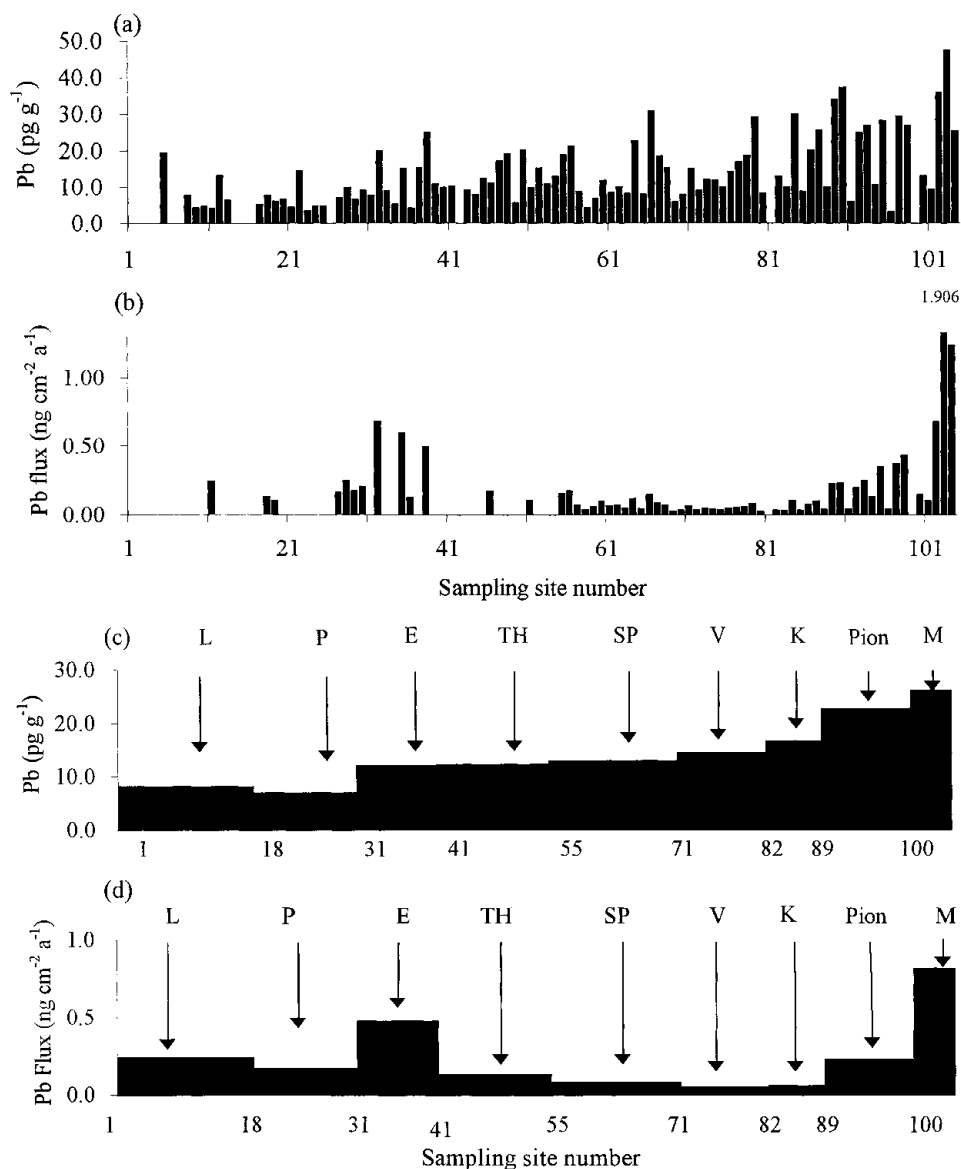 (a)
50.0
40.0
30.0
20.0
10.0
0.0
Pb (pg g⁻¹)
1 21 41 61 81 101
(b)
1.906
1.00
0.50
0.00
Pb flux (ng cm⁻² a⁻¹)
1 21 41 61 81 101
Sampling site number
(c)
L P E TH SP V K Pion M
30.0
20.0
10.0
0.0
Pb (pg g⁻¹)
1 18 31 41 55 71 82 89 100
(d)
L P E TH SP V K Pion M
1.0
0.5
0.0
Pb Flux (ng cm⁻² a⁻¹)
1 18 31 41 55 71 82 89 100
Sampling site number